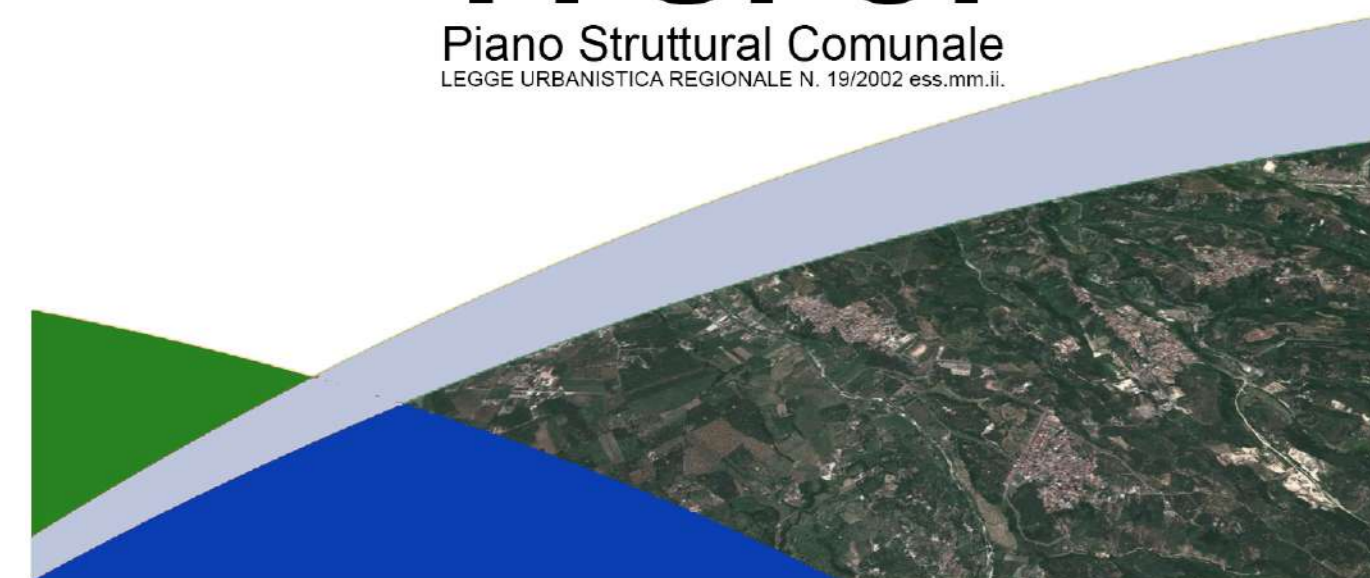 Piano Struttural Comunale
LEGGE URBANISTICA REGIONALE N. 19/2002 ess.mm.ii.